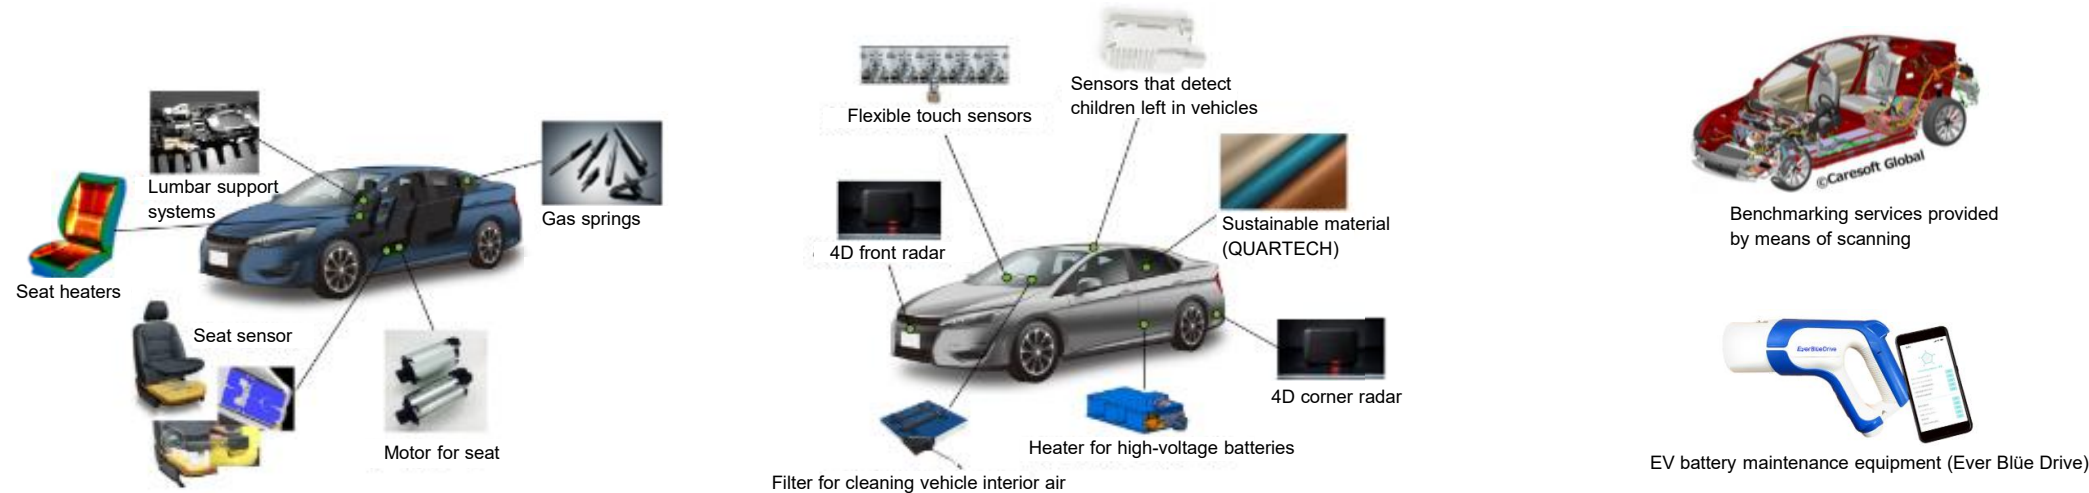 Lumbar support
systems
Gas springs
Seat heaters
Seat sensor
Motor for seat
Flexible touch sensors
Sensors that detect
children left in vehicles
4D front radar
Sustainable material
(QUARTECH)
4D corner radar
Heater for high-voltage batteries
Filter for cleaning vehicle interior air
©Caresoft Global
Benchmarking services provided
by means of scanning
EverBlüeDrive
EV battery maintenance equipment (Ever Blüe Drive)